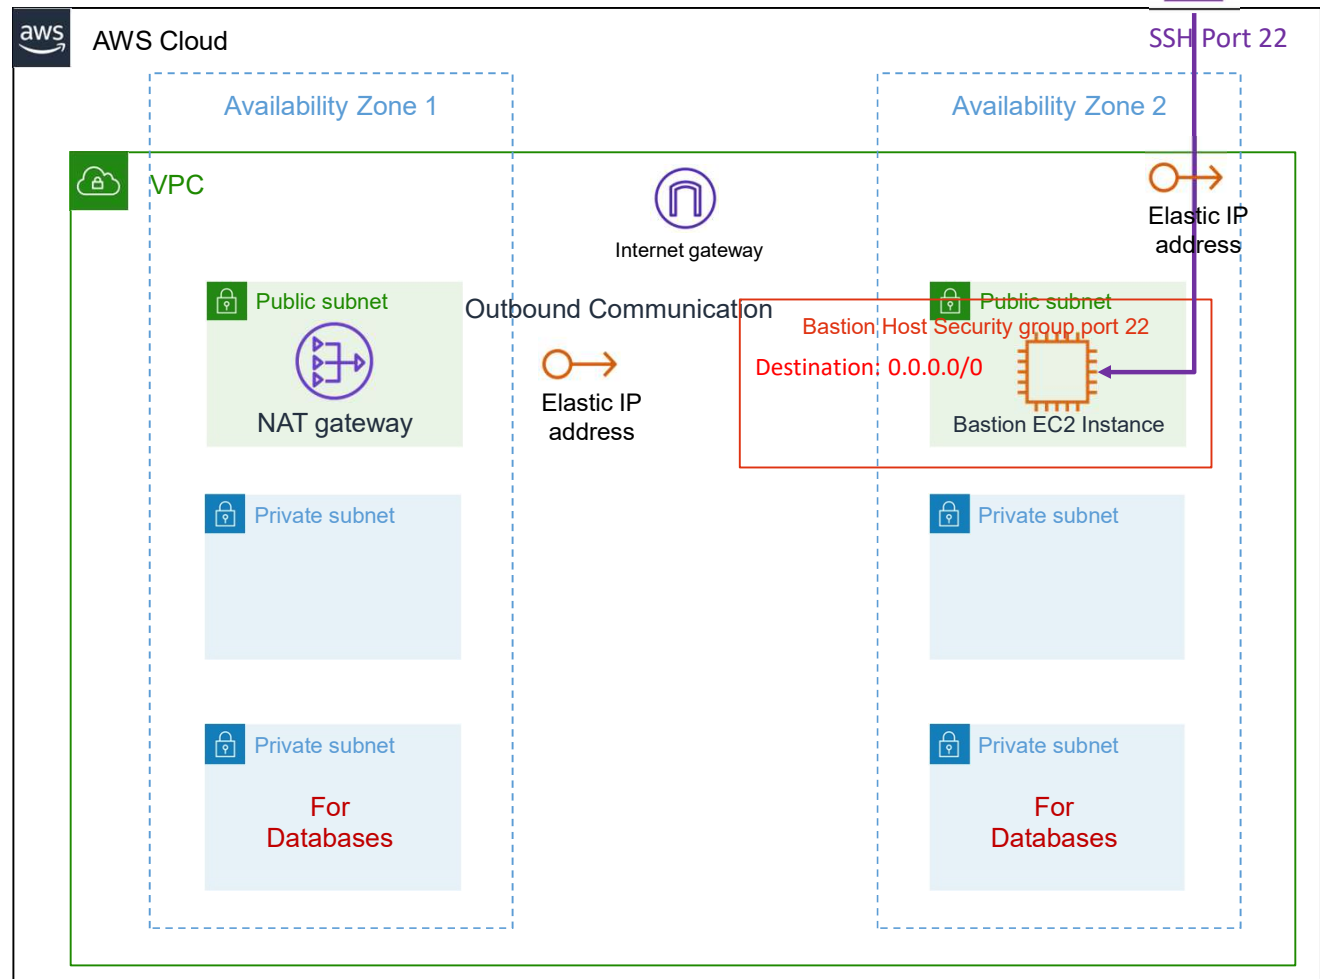 aws
AWS Cloud
SSH Port 22
Availability Zone 1
Availability Zone 2
VPC
Internet gateway
Elastic IP
address
Public subnet
NAT gateway
Outbound Communication
Elastic IP
address
Public subnet
Bastion Host Security group port 22
Destination: 0.0.0.0/0
Bastion EC2 Instance
Private subnet
Private subnet
Private subnet
For
Databases
Private subnet
For
Databases